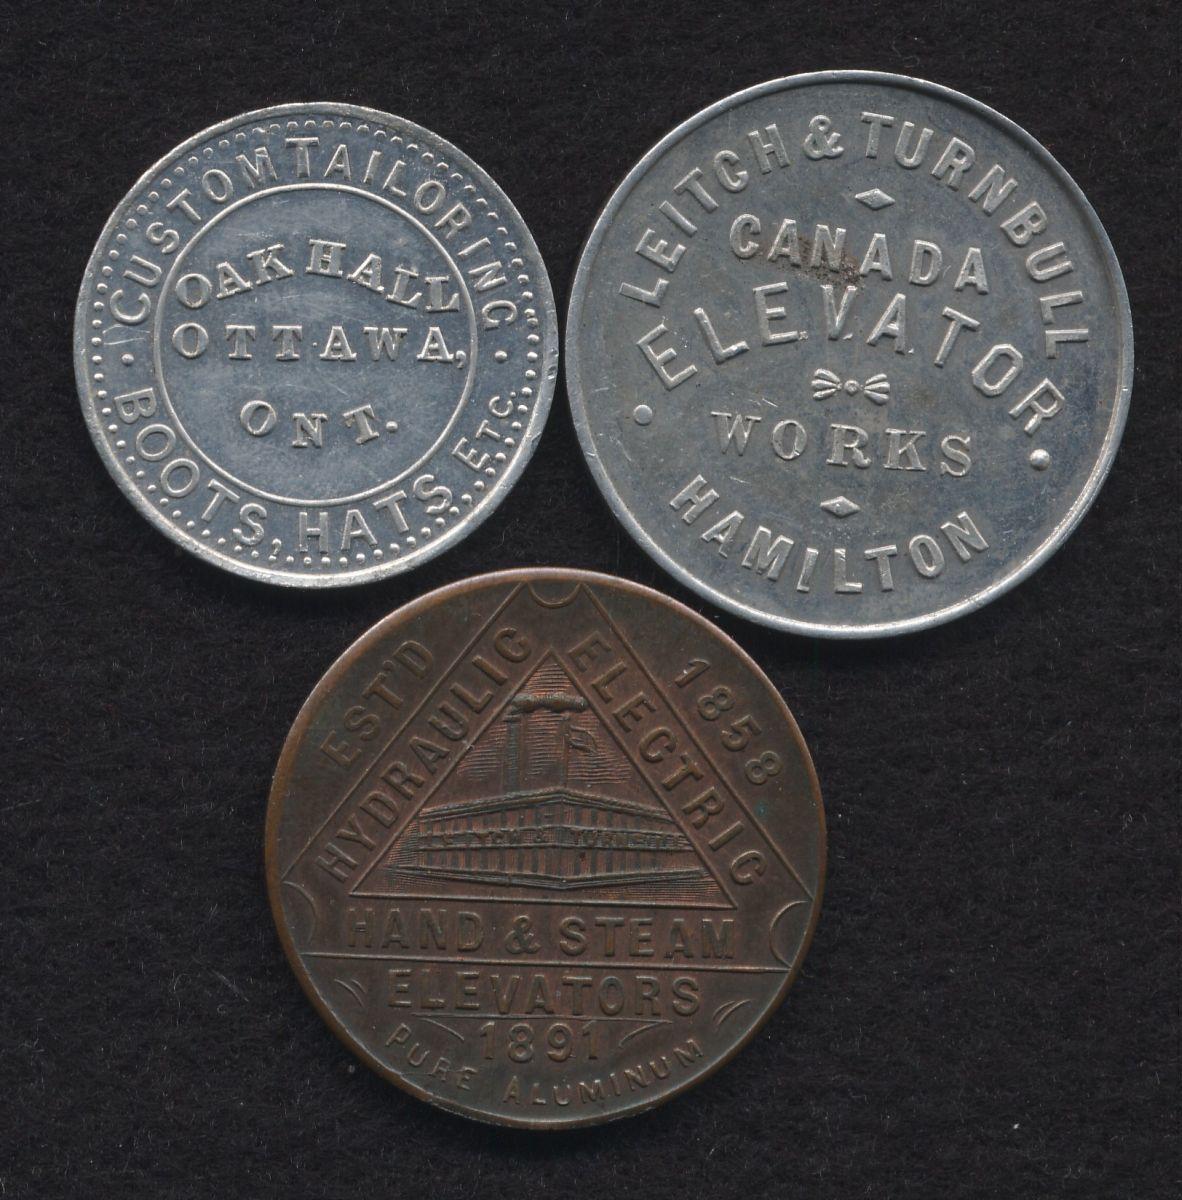 CUSTOM TAILORING
OAK HALL
OTTAWA,
ONT.
BOOTS, HATS, ETC.
LEITCH & TURNBULL
CANADA
ELEVATOR
WORKS
HAMILTON
EST'D 1858
HYDRAULIC ELECTRIC
HAND & STEAM
ELEVATORS
1891
PURE ALUMINUM